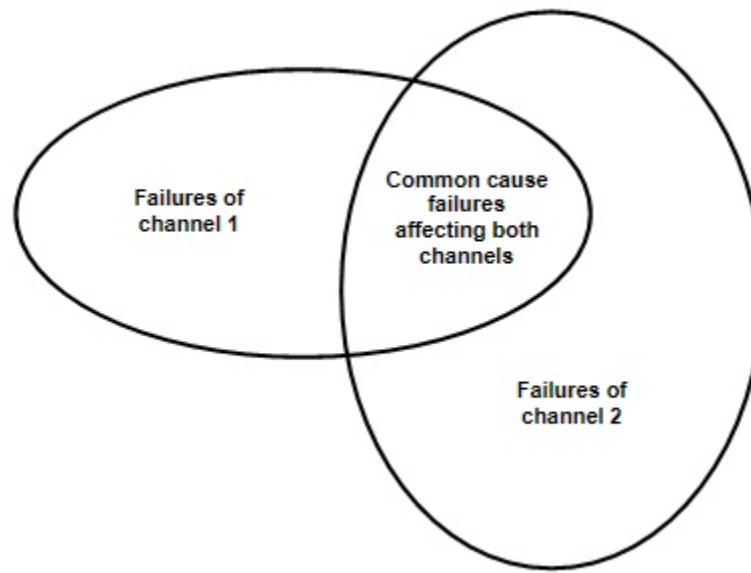 Failures of
channel 1
Common cause
failures
affecting both
channels
Failures of
channel 2